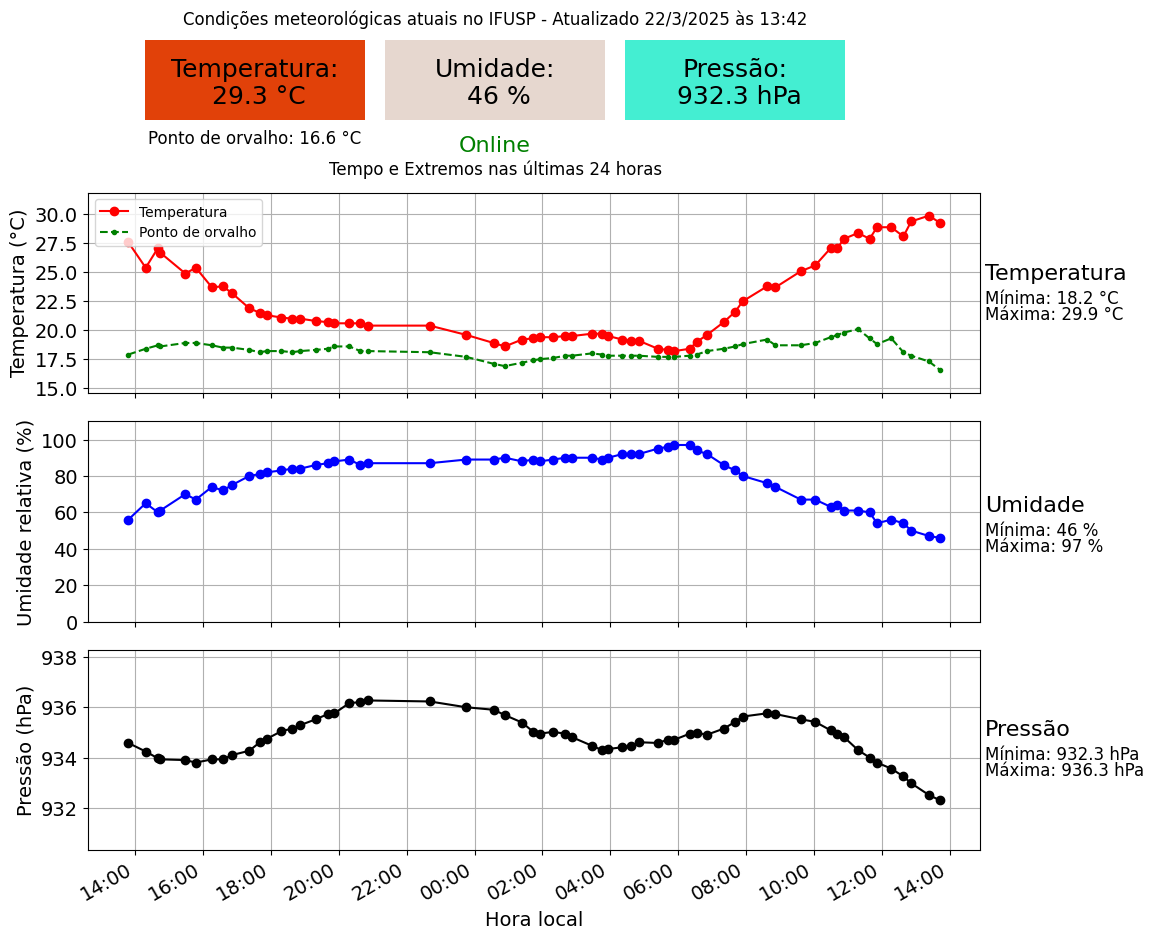 Condições meteorológicas atuais no IFUSP - Atualizado 22/3/2025 às 13:42
Temperatura:
29.3 °C
Umidade:
46 %
Pressão:
932.3 hPa
Ponto de orvalho: 16.6 °C
Online
Tempo e Extremos nas últimas 24 horas
Temperatura (°C)
30.0
27.5
25.0
22.5
20.0
17.5
15.0
Temperatura
Ponto de orvalho
Temperatura
Mínima: 18.2 °C
Máxima: 29.9 °C
Umidade relativa (%)
100
80
60
40
20
0
Umidade
Mínima: 46 %
Máxima: 97 %
Pressão (hPa)
938
936
934
932
Pressão
Mínima: 932.3 hPa
Máxima: 936.3 hPa
14:00 16:00 18:00 20:00 22:00 00:00 02:00 04:00 06:00 08:00 10:00 12:00 14:00
Hora local